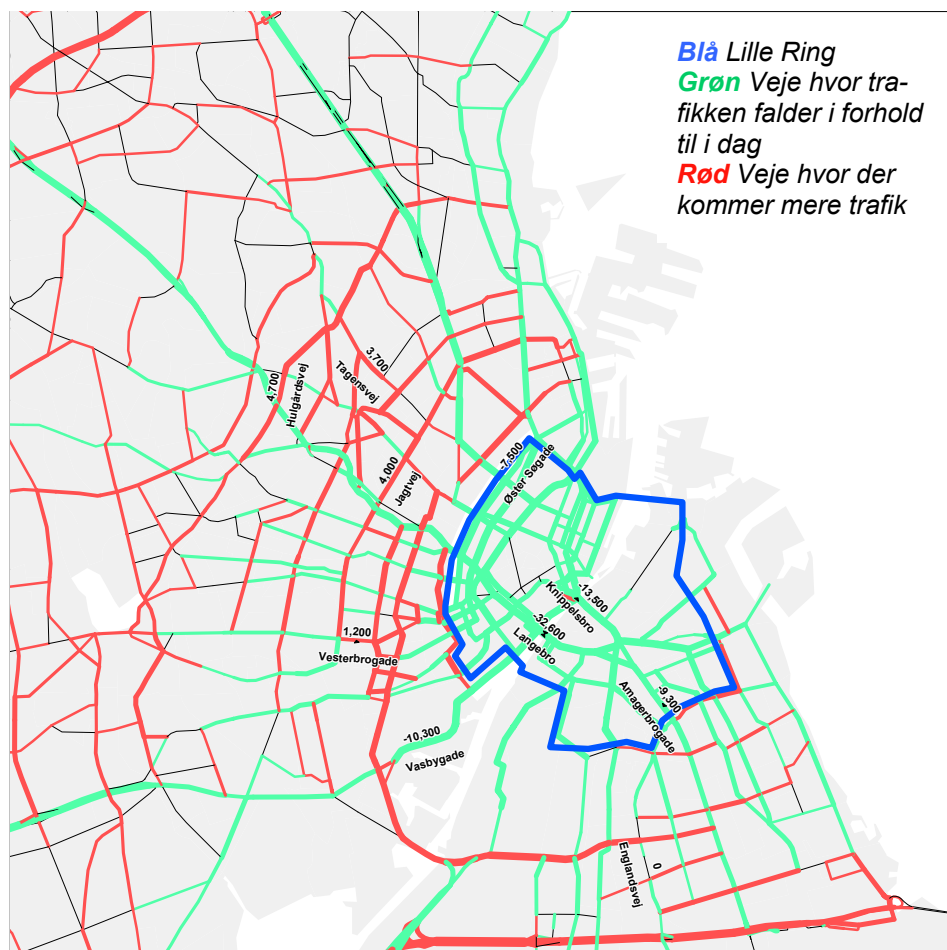 Blå Lille Ring
Grøn Veje hvor tra-
fikken falder i forhold
til i dag
Rød Veje hvor der
kommer mere trafik
3,700
Tagensvej
4,700
Hulgårdsvej
4,000
Jagtvej
-7,500
Øster Søgade
-13,500
Knippelsbro
-32,600
Langebro
1,200
Vesterbrogade
-9,300
Amagerbrogade
-10,300
Vasbygade
Englandsvej
0